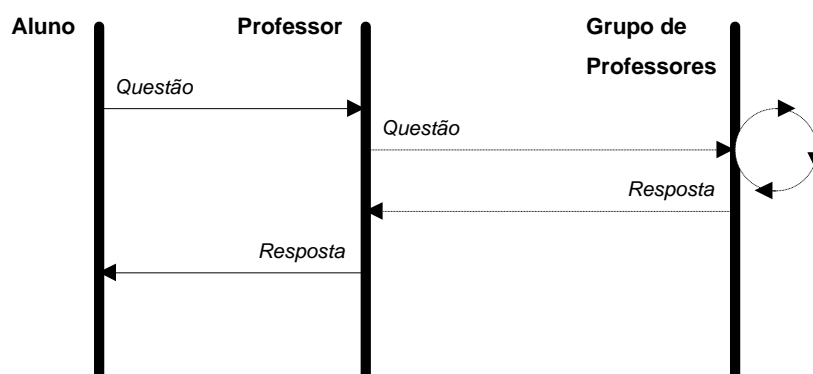 Aluno
Professor
Grupo de
Professores
Questão
Questão
Resposta
Resposta